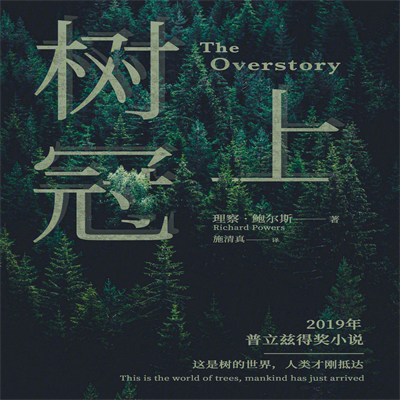 树冠上
The
Overstory
理察·鲍尔斯——著
Richard Powers
施清真——译
2019年
普立兹得奖小说
这是树的世界，人类才刚抵达
This is the world of trees, mankind has just arrived